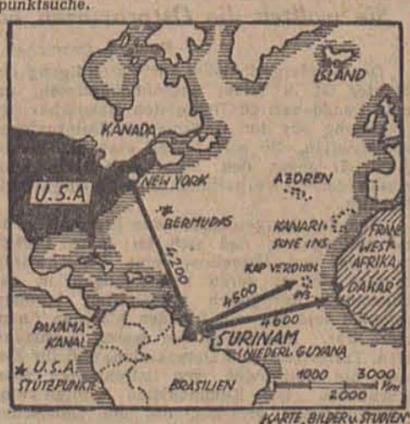 punktsuche.
ISLAND
KANADA
U.S.A
NEW YORK
AZOREN
BERMUDAS
KANARI-
SCHE INS.
FRANZ.
WEST-
AFRIKA
DAKAR
KAP VERDISCH
INS.
4200
4500
4600
PANAMA-
KANAL
SURINAM
NIEDERL. GUYANA
* U.S.A.
STÜTZPUNKTE
BRASILIEN
1000 3000
2000 Km
KARTE, BILDER u. STUDIEN